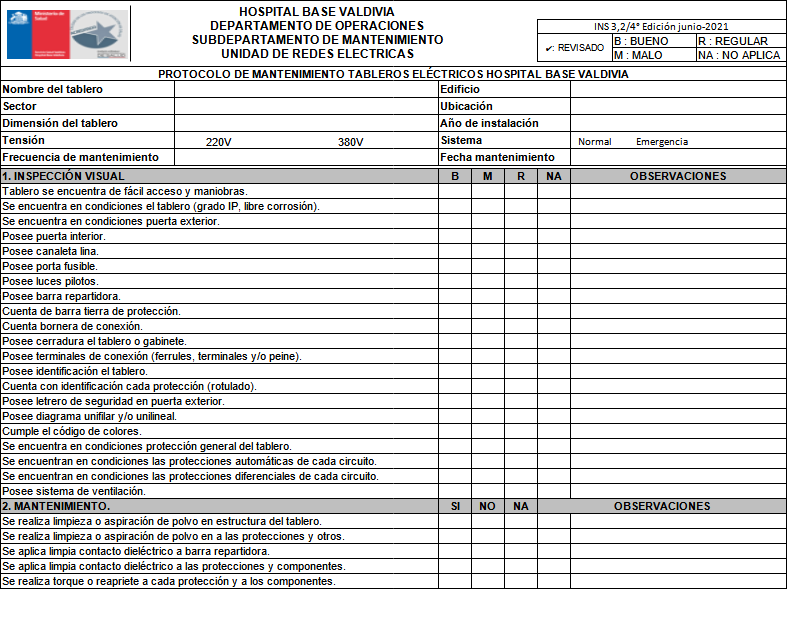 HOSPITAL BASE VALDIVIA
DEPARTAMENTO DE OPERACIONES
SUBDEPARTAMENTO DE MANTENIMIENTO
UNIDAD DE REDES ELECTRICAS
Ministerio de
Salud
INS 3,2/4° Edición junio-2021
✔: REVISADO
B : BUENO R : REGULAR
M : MALO NA : NO APLICA
PROTOCOLO DE MANTENIMIENTO TABLEROS ELÉCTRICOS HOSPITAL BASE VALDIVIA
Nombre del tablero Edificio
Sector Ubicación
Dimensión del tablero Año de instalación
Tensión 220V 380V Sistema Normal Emergencia
Frecuencia de mantenimiento Fecha mantenimiento
1. INSPECCIÓN VISUAL B M R NA OBSERVACIONES
Tablero se encuentra de fácil acceso y maniobras.
Se encuentra en condiciones el tablero (grado IP, libre corrosión).
Se encuentra en condiciones puerta exterior.
Posee puerta interior.
Posee canaleta lina.
Posee porta fusible.
Posee luces pilotos.
Posee barra repartidora.
Cuenta de barra tierra de protección.
Cuenta bornera de conexión.
Posee cerradura el tablero o gabinete.
Posee terminales de conexión (ferrules, terminales y/o peine).
Posee identificación el tablero.
Cuenta con identificación cada protección (rotulado).
Posee letrero de seguridad en puerta exterior.
Posee diagrama unifilar y/o unilineal.
Cumple el código de colores.
Se encuentra en condiciones protección general del tablero.
Se encuentran en condiciones las protecciones automáticas de cada circuito.
Se encuentran en condiciones las protecciones diferenciales de cada circuito.
Posee sistema de ventilación.
2. MANTENIMIENTO. SI NO NA OBSERVACIONES
Se realiza limpieza o aspiración de polvo en estructura del tablero.
Se realiza limpieza o aspiración de polvo en a las protecciones y otros.
Se aplica limpia contacto dieléctrico a barra repartidora.
Se aplica limpia contacto dieléctrico a las protecciones y componentes.
Se realiza torque o reapriete a cada protección y a los componentes.